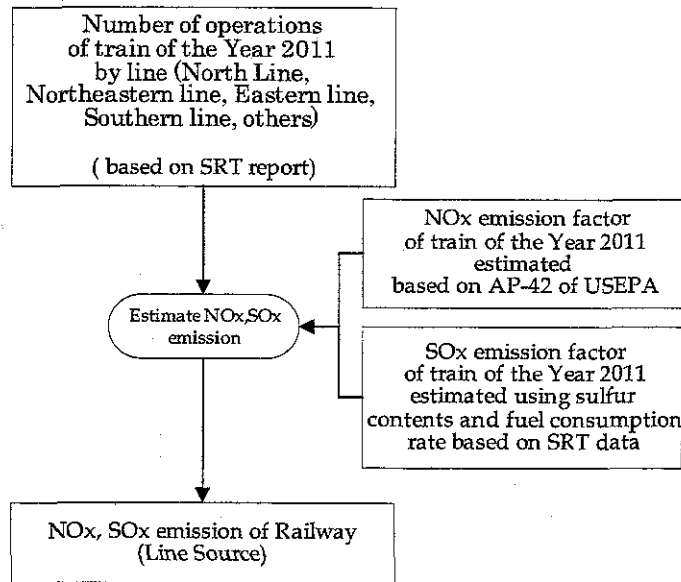 Number of operations
of train of the Year 2011
by line (North Line,
Northeastern line, Eastern line,
Southern line, others)
( based on SRT report)
NOx emission factor
of train of the Year 2011
estimated
based on AP-42 of USEPA
Estimate NOx,SOx
emission
SOx emission factor
of train of the Year 2011
estimated using sulfur
contents and fuel consumption
rate based on SRT data
NOx, SOx emission of Railway
(Line Source)